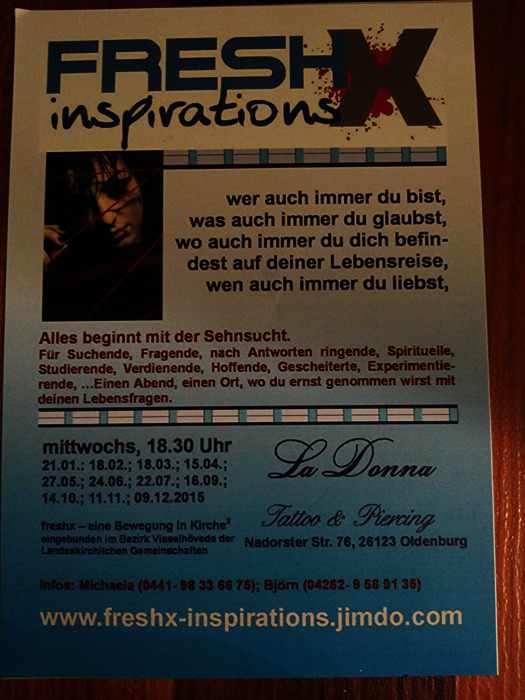 FRESHX
inspirations
wer auch immer du bist,
was auch immer du glaubst,
wo auch immer du dich befin-
dest auf deiner Lebensreise,
wen auch immer du liebst,
Alles beginnt mit der Sehnsucht.
Für Suchende, Fragende, nach Antworten ringende, Spirituelle,
Studierende, Verdienende, Hoffende, Gescheiterte, Experimentie-
rende, ...Einen Abend, einen Ort, wo du ernst genommen wirst mit
deinen Lebensfragen.
mittwochs, 18.30 Uhr
21.01.; 18.02.; 18.03.; 15.04.;
27.05.; 24.06.; 22.07.; 16.09.;
14.10.; 11.11.; 09.12.2015
freshx – eine Bewegung in Kirche²
eingebunden im Bezirk Visselhövede der
Landeskirchlichen Gemeinschaften
La Donna
Tattoo & Piercing
Nadorster Str. 76, 26123 Oldenburg
Infos: Michaela (0441- 98 33 66 75); Björn (04262- 9 56 91 35)
www.freshx-inspirations.jimdo.com